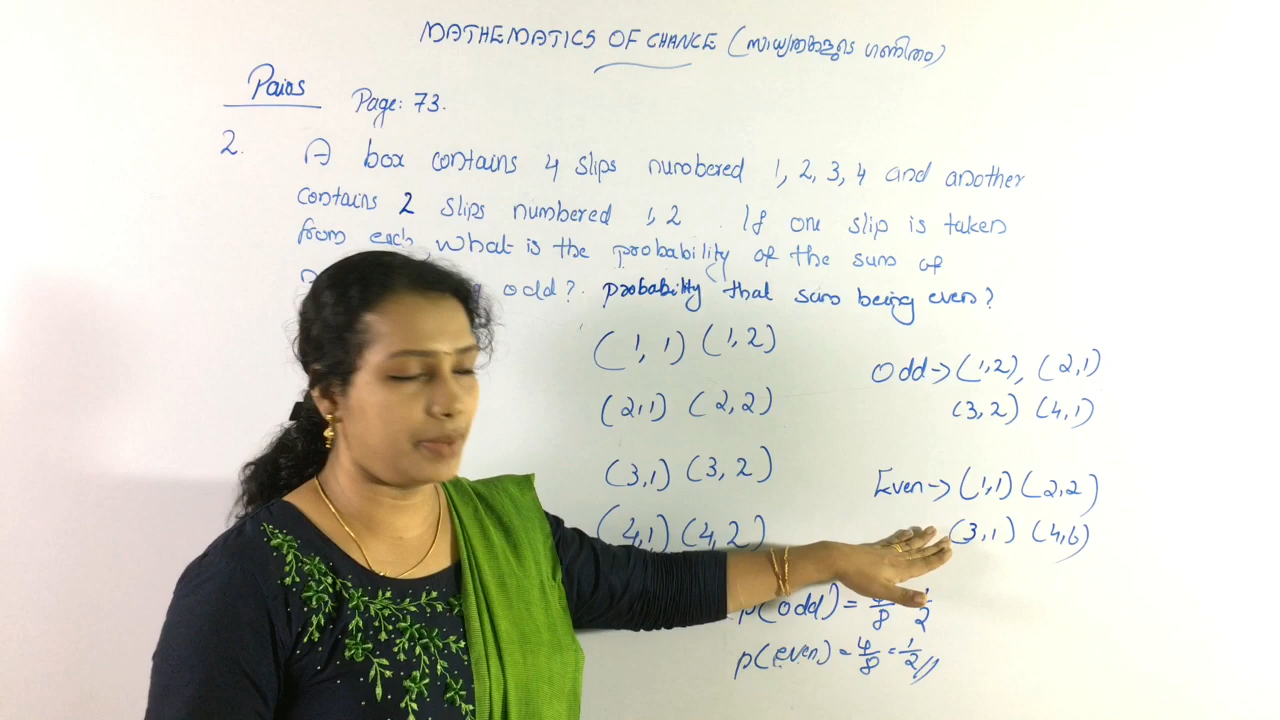 MATHEMATICS OF CHANCE (സാധ്യതകളുടെ ഗണിതം)
Pairs Page: 73.
2. A box contains 4 slips numbered 1, 2, 3, 4 and another
contains 2 slips numbered 1, 2. If one slip is taken
from each what is the probability of the sum of
odd? probability that sum being even?
(1, 1) (1, 2)
(2,1) (2, 2)
(3,1) (3, 2)
(4,1) (4, 2)
Odd → (1,2), (2,1)
(3, 2) (4,1)
Even → (1,1) (2,2)
(3,1) (4,6)
p(odd) = 4/8 1/2
p(even) = 4/8 = 1/2 //